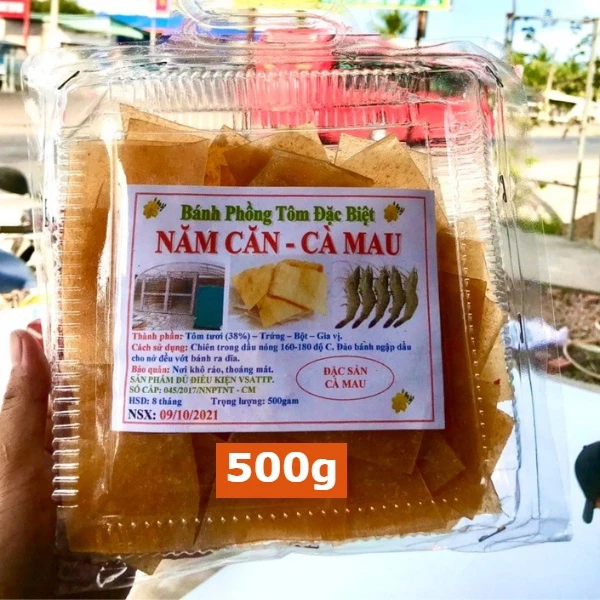 Bánh Phồng Tôm Đặc Biệt
NĂM CĂN - CÀ MAU
Thành phần: Tôm tươi (38%) – Trứng – Bột – Gia vị.
Cách sử dụng: Chiên trong dầu nóng 160-180 độ C. Đảo bánh ngập dầu
cho nở đều vớt bánh ra dĩa.
Bảo quản: Nơi khô ráo, thoáng mát.
SẢN PHẨM ĐỦ ĐIỀU KIỆN VSATTP.
SỐ CẤP: 045/2017/NNPTNT - CM
HSD: 8 tháng Trọng lượng: 500gam
NSX: 09/10/2021
ĐẶC SẢN
CÀ MAU
500g